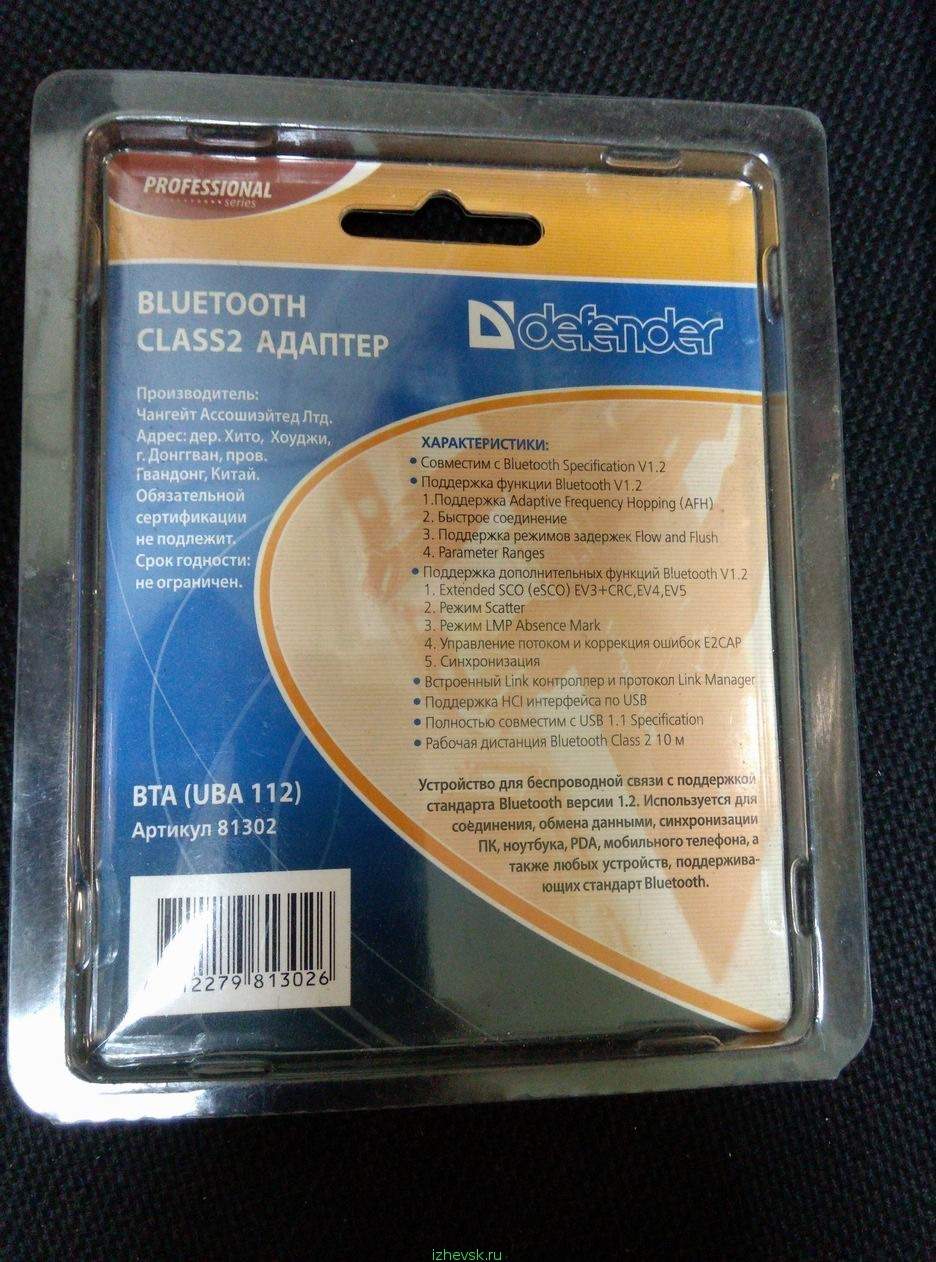 PROFESSIONAL
series
BLUETOOTH
CLASS2 АДАПТЕР
defender
Производитель:
Чангейт Ассошиэйтед Лтд.
Адрес: дер. Хито, Хоуджи,
г. Донггван, пров.
Гвандонг, Китай.
Обязательной
сертификации
не подлежит.
Срок годности:
не ограничен.
ХАРАКТЕРИСТИКИ:
• Совместим с Bluetooth Specification V1.2
• Поддержка функции Bluetooth V1.2
1.Поддержка Adaptive Frequency Hopping (AFH)
2. Быстрое соединение
3. Поддержка режимов задержек Flow and Flush
4. Parameter Ranges
• Поддержка дополнительных функций Bluetooth V1.2
1. Extended SCO (eSCO) EV3+CRC,EV4,EV5
2. Режим Scatter
3. Режим LMP Absence Mark
4. Управление потоком и коррекция ошибок E2CAP
5. Синхронизация
• Встроенный Link контроллер и протокол Link Manager
• Поддержка HCI интерфейса по USB
• Полностью совместим с USB 1.1 Specification
• Рабочая дистанция Bluetooth Class 2 10 м
Устройство для беспроводной связи с поддержкой
стандарта Bluetooth версии 1.2. Используется для
соединения, обмена данными, синхронизации
ПК, ноутбука, PDA, мобильного телефона, а
также любых устройств, поддержива-
ющих стандарт Bluetooth.
BTA (UBA 112)
Артикул 81302
2279 813026
izhevsk.ru